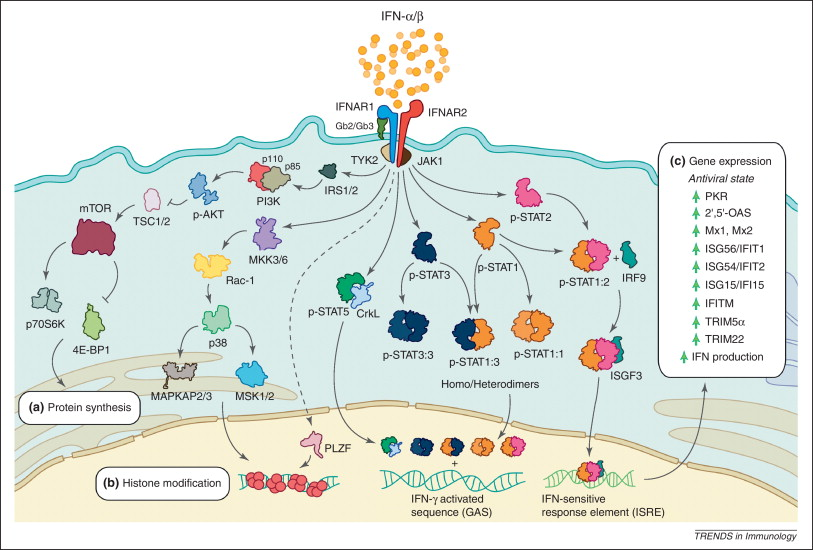 IFN-α/β
IFNAR1
IFNAR2
Gb2/Gb3
TYK2
JAK1
p110
p85
PI3K
IRS1/2
p-AKT
TSC1/2
mTOR
p70S6K
4E-BP1
(a) Protein synthesis
MKK3/6
Rac-1
p38
MAPKAP2/3
MSK1/2
PLZF
(b) Histone modification
p-STAT5
CrkL
p-STAT3
p-STAT1
p-STAT2
p-STAT3:3
p-STAT1:3
p-STAT1:1
Homo/Heterodimers
p-STAT1:2
+
IRF9
ISGF3
+
IFN-γ activated
sequence (GAS)
IFN-sensitive
response element (ISRE)
(c) Gene expression
Antiviral state
PKR
2',5'-OAS
Mx1, Mx2
ISG56/IFIT1
ISG54/IFIT2
ISG15/IFI15
IFITM
TRIM5α
TRIM22
IFN production
TRENDS in Immunology